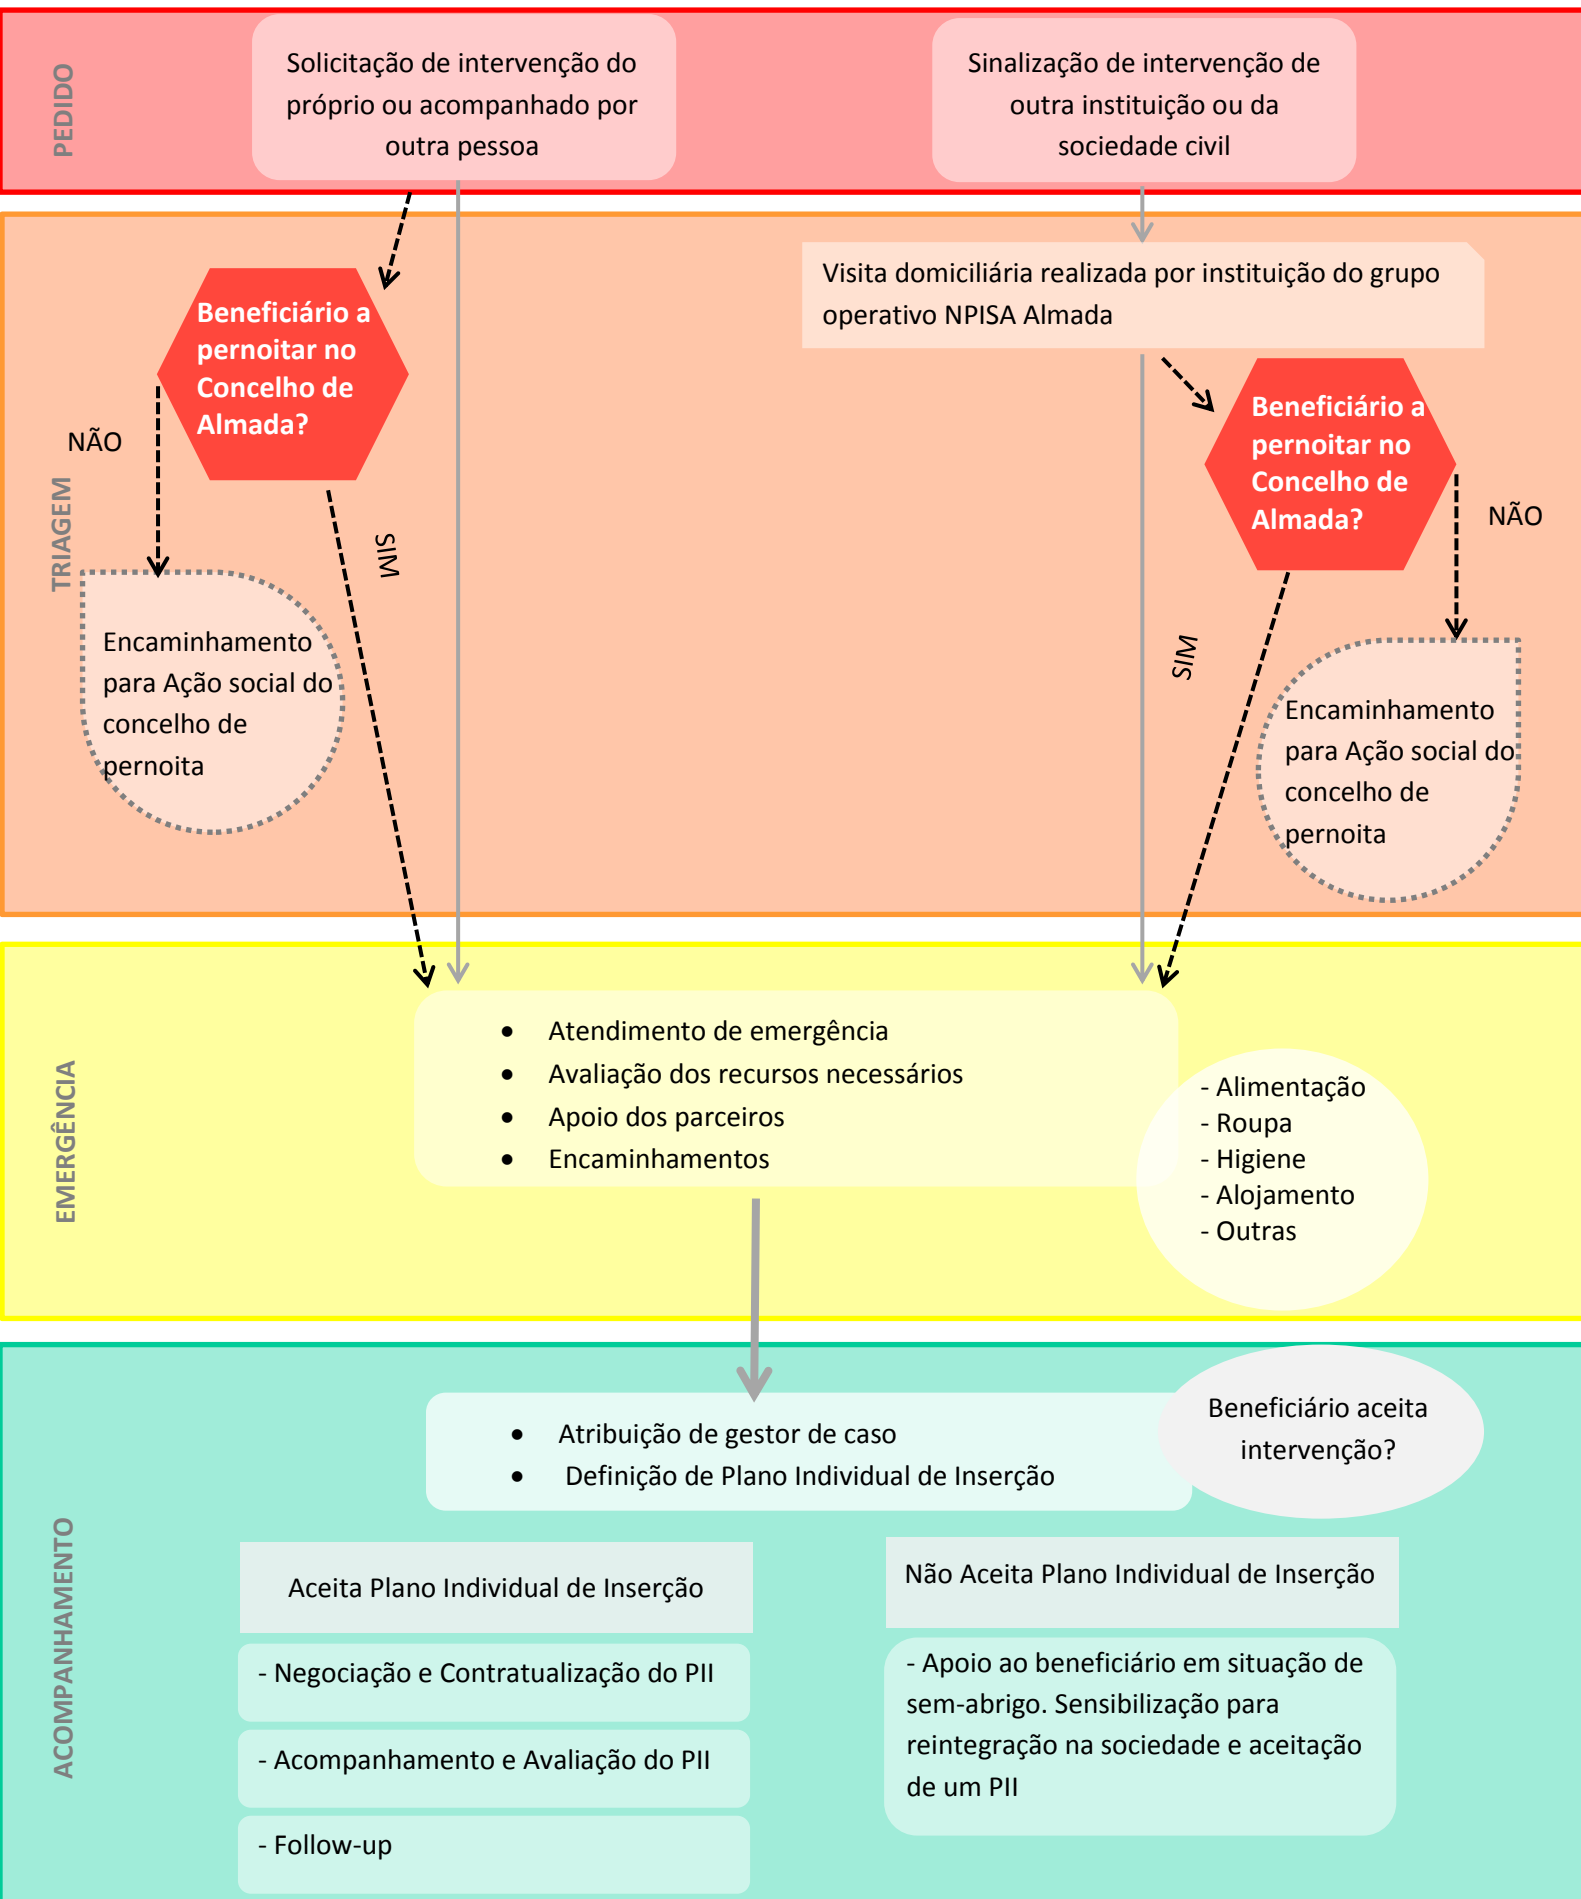 PEDIDO
Solicitação de intervenção do
próprio ou acompanhado por
outra pessoa
Sinalização de intervenção de
outra instituição ou da
sociedade civil
TRIAGEM
Visita domiciliária realizada por instituição do grupo
operativo NPISA Almada
Beneficiário a
pernoitar no
Concelho de
Almada?
NÃO
SIM
Encaminhamento
para Ação social do
concelho de
pernoita
Beneficiário a
pernoitar no
Concelho de
Almada?
NÃO
SIM
Encaminhamento
para Ação social do
concelho de
pernoita
EMERGÊNCIA
• Atendimento de emergência
• Avaliação dos recursos necessários
• Apoio dos parceiros
• Encaminhamentos
- Alimentação
- Roupa
- Higiene
- Alojamento
- Outras
ACOMPANHAMENTO
• Atribuição de gestor de caso
• Definição de Plano Individual de Inserção
Beneficiário aceita
intervenção?
Aceita Plano Individual de Inserção
- Negociação e Contratualização do PII
- Acompanhamento e Avaliação do PII
- Follow-up
Não Aceita Plano Individual de Inserção
- Apoio ao beneficiário em situação de
sem-abrigo. Sensibilização para
reintegração na sociedade e aceitação
de um PII